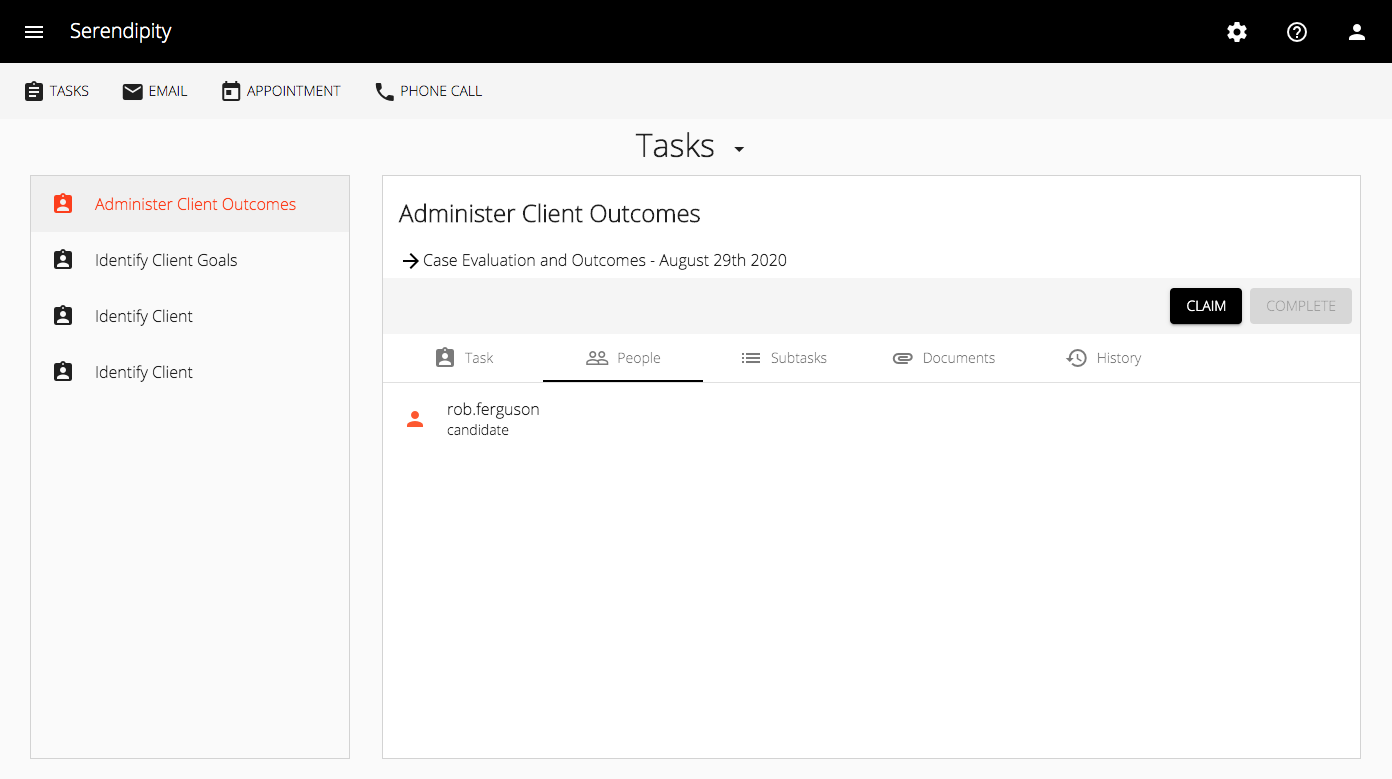 Serendipity
TASKS EMAIL APPOINTMENT PHONE CALL
Tasks
Administer Client Outcomes
Identify Client Goals
Identify Client
Identify Client
Administer Client Outcomes
Case Evaluation and Outcomes - August 29th 2020
CLAIM COMPLETE
Task People Subtasks Documents History
rob.ferguson
candidate